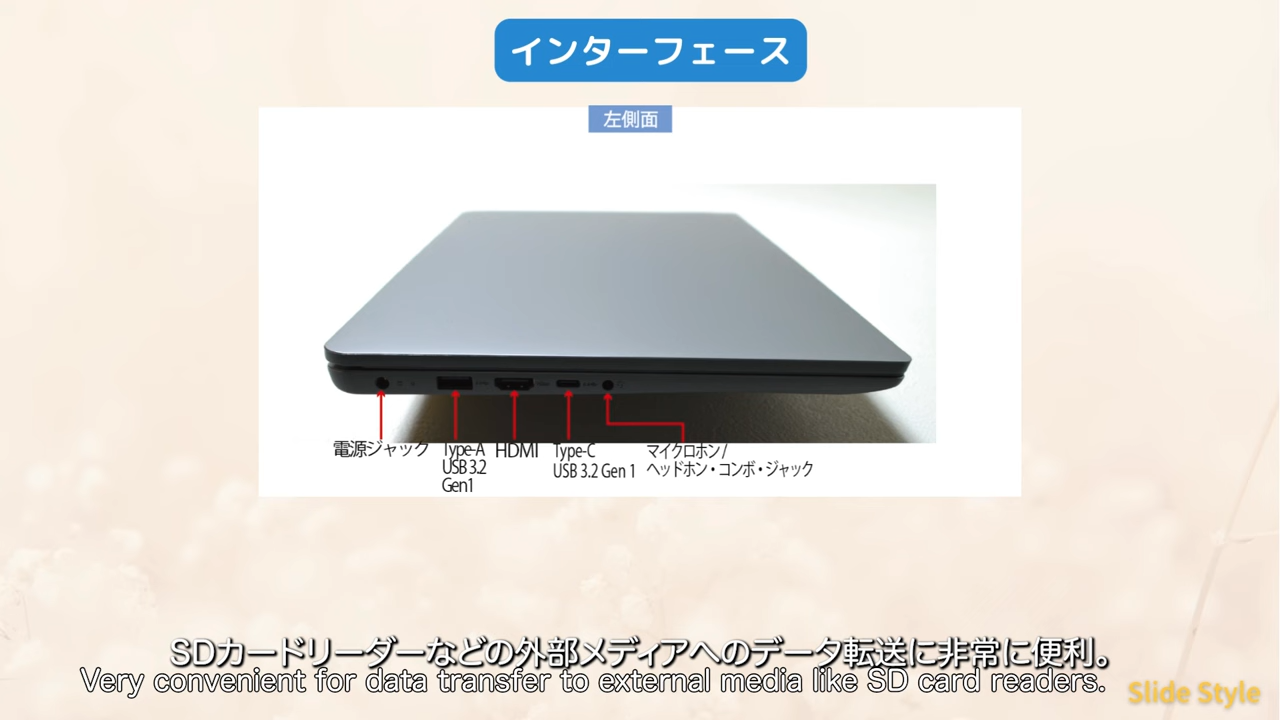 インターフェース
左側面
電源ジャック
Type-A
USB 3.2
Gen1
HDMI
Type-C
USB 3.2 Gen 1
マイクロホン /
ヘッドホン・コンボ・ジャック
SDカードリーダーなどの外部メディアへのデータ転送に非常に便利。
Very convenient for data transfer to external media like SD card readers.
Slide Style